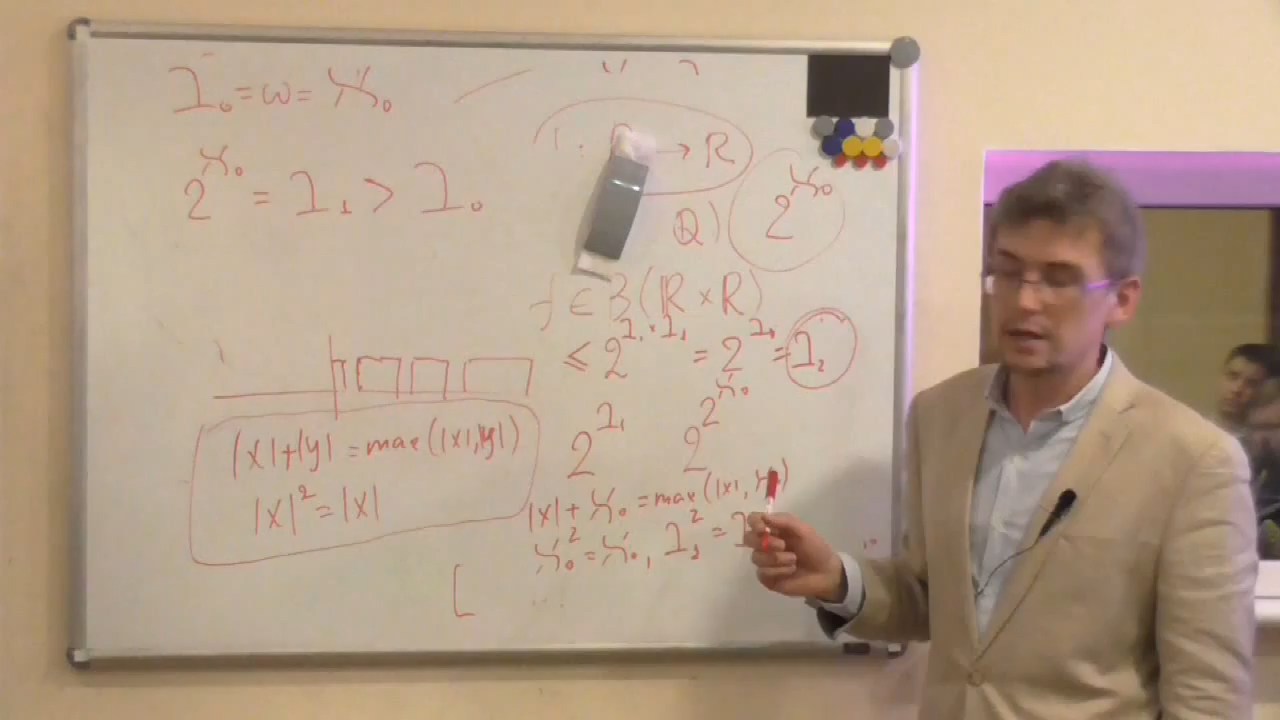 ℶ₀ = ω = ℵ₀
2^ℵ₀ = ℶ₁ > ℶ₀
|x|+|y| = max(|x|,|y|)
|x|² = |x|
→ R
Q) 2^ℵ₀
f ∈ B(R × R)
≤ 2^(ℶ₁·ℶ₁) = 2^ℶ₁ = ℶ₂
2^ℶ₁ 2^2^ℵ₀
|x| + ℵ₀ = max(|x|, ℵ₀)
ℵ₀² = ℵ₀, ℶ₁² =
[